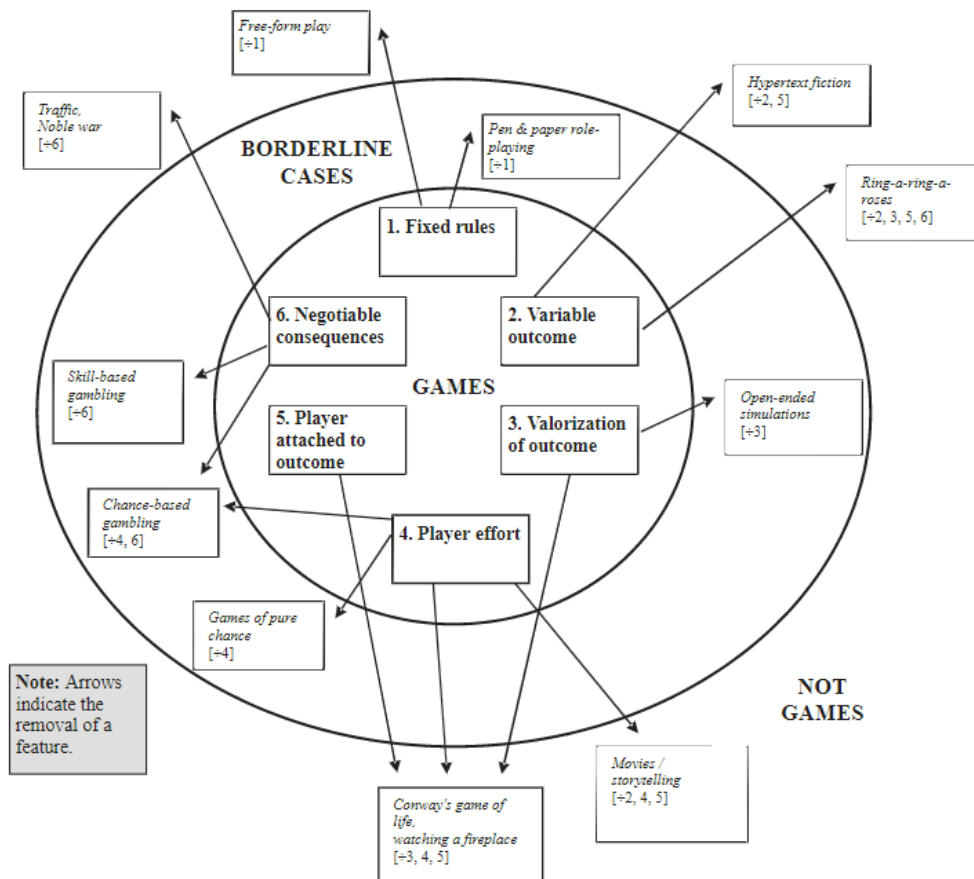 Free-form play
[÷1]
Traffic,
Noble war
[÷6]
Hypertext fiction
[÷2, 5]
BORDERLINE
CASES
Pen & paper role-
playing
[÷1]
Ring-a-ring-a-
roses
[÷2, 3, 5, 6]
1. Fixed rules
6. Negotiable
consequences
2. Variable
outcome
GAMES
Skill-based
gambling
[÷6]
5. Player
attached to
outcome
3. Valorization
of outcome
Open-ended
simulations
[÷3]
Chance-based
gambling
[÷4, 6]
4. Player effort
Games of pure
chance
[÷4]
Note: Arrows
indicate the
removal of a
feature.
NOT
GAMES
Movies /
storytelling
[÷2, 4, 5]
Conway's game of
life,
watching a fireplace
[÷3, 4, 5]